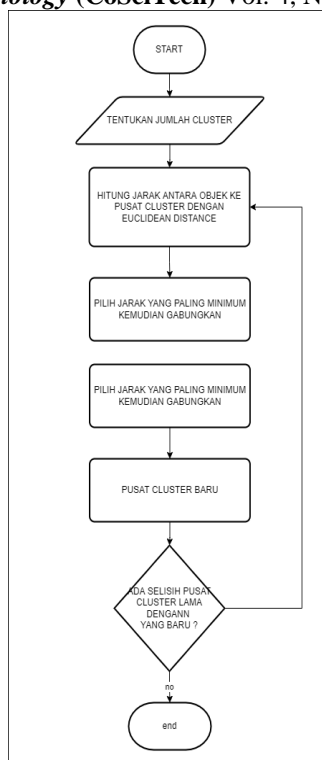 (CoSciTech) Vol. 4, N
START
TENTUKAN JUMLAH CLUSTER
HITUNG JARAK ANTARA OBJEK KE
PUSAT CLUSTER DENGAN
EUCLIDEAN DISTANCE
PILIH JARAK YANG PALING MINIMUM
KEMUDIAN GABUNGKAN
PILIH JARAK YANG PALING MINIMUM
KEMUDIAN GABUNGKAN
PUSAT CLUSTER BARU
ADA SELISIH PUSAT
CLUSTER LAMA
DENGANN
YANG BARU ?
no
end